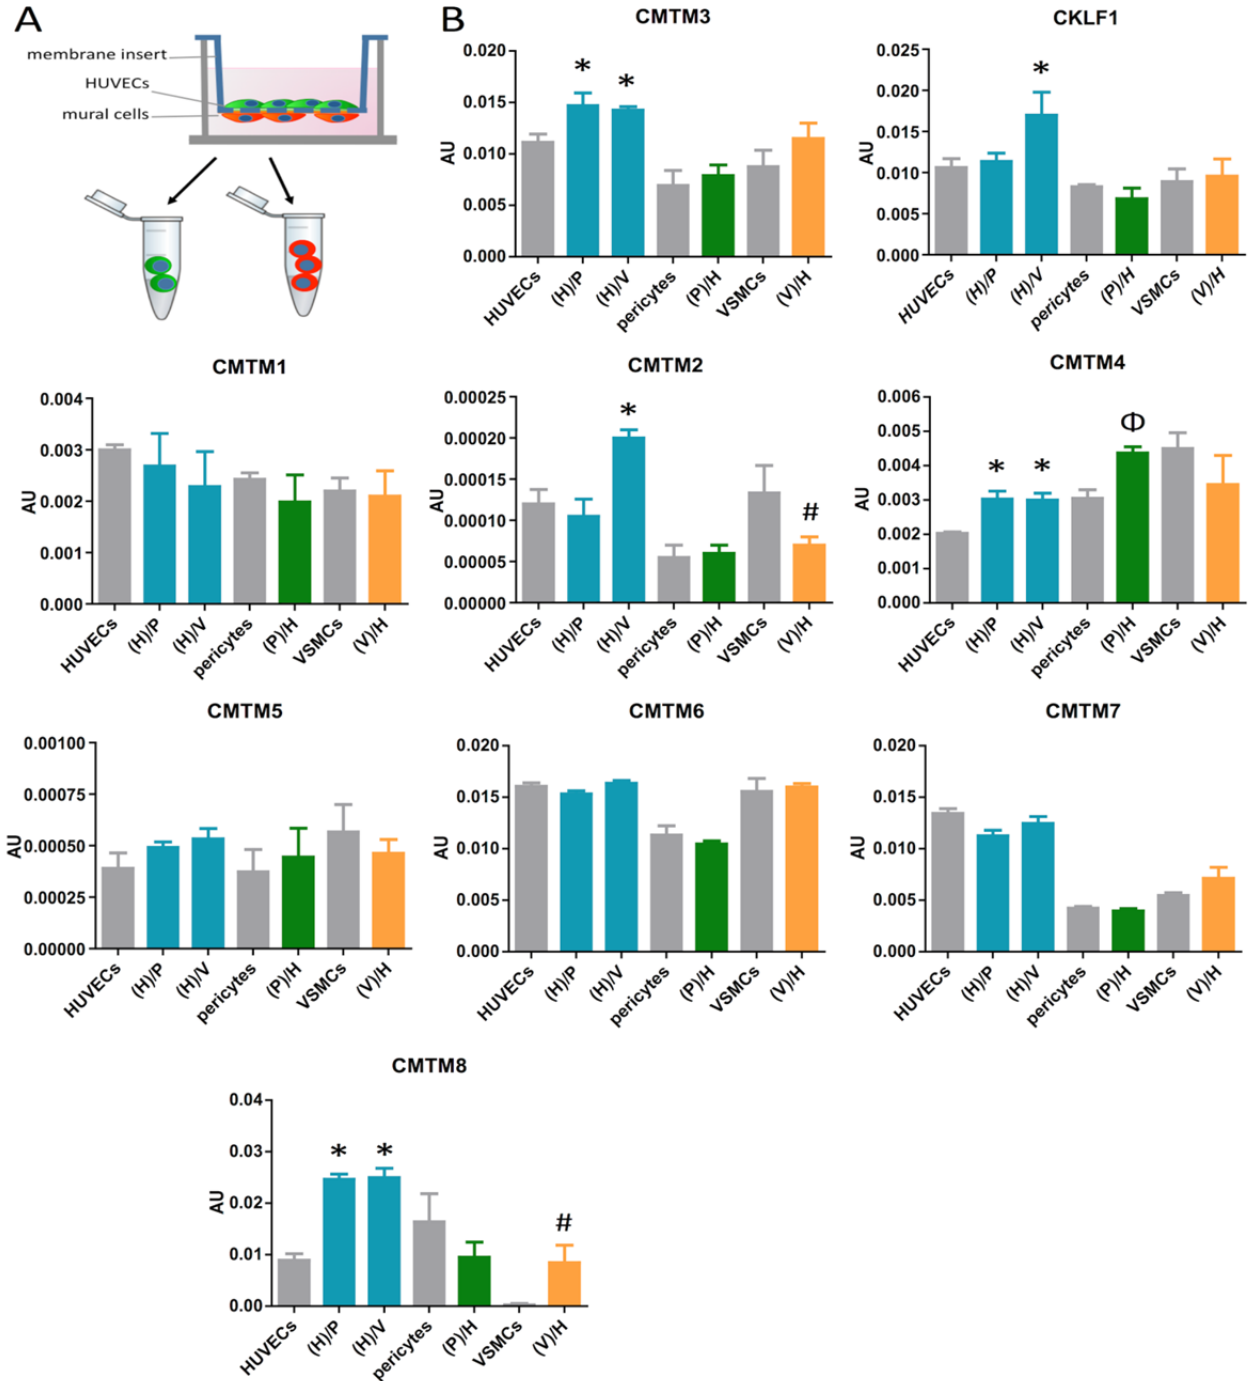 A
membrane insert
HUVECs
mural cells
B
CMTM3
AU
0.020
0.015
0.010
0.005
0.000
* *
HUVECs (H)/P (H)/V pericytes (P)/H VSMCs (V)/H
CKLF1
AU
0.025
0.020
0.015
0.010
0.005
0.000
*
HUVECs (H)/P (H)/V pericytes (P)/H VSMCs (V)/H
CMTM1
AU
0.004
0.003
0.002
0.001
0.000
HUVECs (H)/P (H)/V pericytes (P)/H VSMCs (V)/H
CMTM2
AU
0.00025
0.00020
0.00015
0.00010
0.00005
0.00000
* #
HUVECs (H)/P (H)/V pericytes (P)/H VSMCs (V)/H
CMTM4
AU
0.006
0.005
0.004
0.003
0.002
0.001
0.000
* * Φ
HUVECs (H)/P (H)/V pericytes (P)/H VSMCs (V)/H
CMTM5
AU
0.00100
0.00075
0.00050
0.00025
0.00000
HUVECs (H)/P (H)/V pericytes (P)/H VSMCs (V)/H
CMTM6
AU
0.020
0.015
0.010
0.005
0.000
HUVECs (H)/P (H)/V pericytes (P)/H VSMCs (V)/H
CMTM7
AU
0.020
0.015
0.010
0.005
0.000
HUVECs (H)/P (H)/V pericytes (P)/H VSMCs (V)/H
CMTM8
AU
0.04
0.03
0.02
0.01
0.00
* * #
HUVECs (H)/P (H)/V pericytes (P)/H VSMCs (V)/H